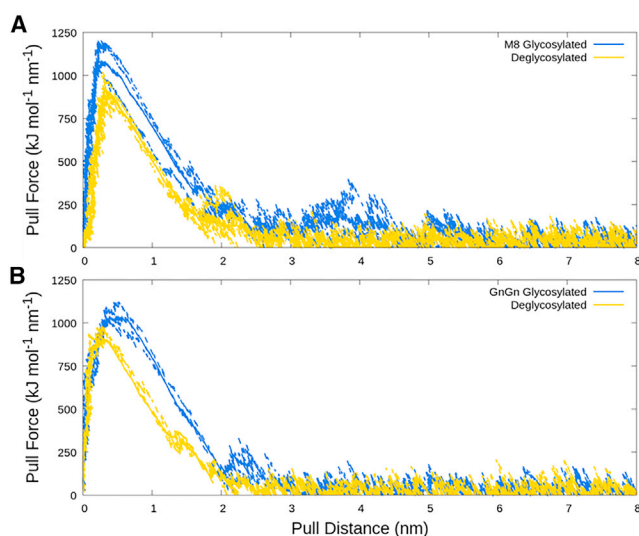 A
1250
1000
750
500
250
0
Pull Force (kJ mol-1 nm-1)
M8 Glycosylated
Deglycosylated
0 1 2 3 4 5 6 7 8
B
1250
1000
750
500
250
0
Pull Force (kJ mol-1 nm-1)
GnGn Glycosylated
Deglycosylated
0 1 2 3 4 5 6 7 8
Pull Distance (nm)